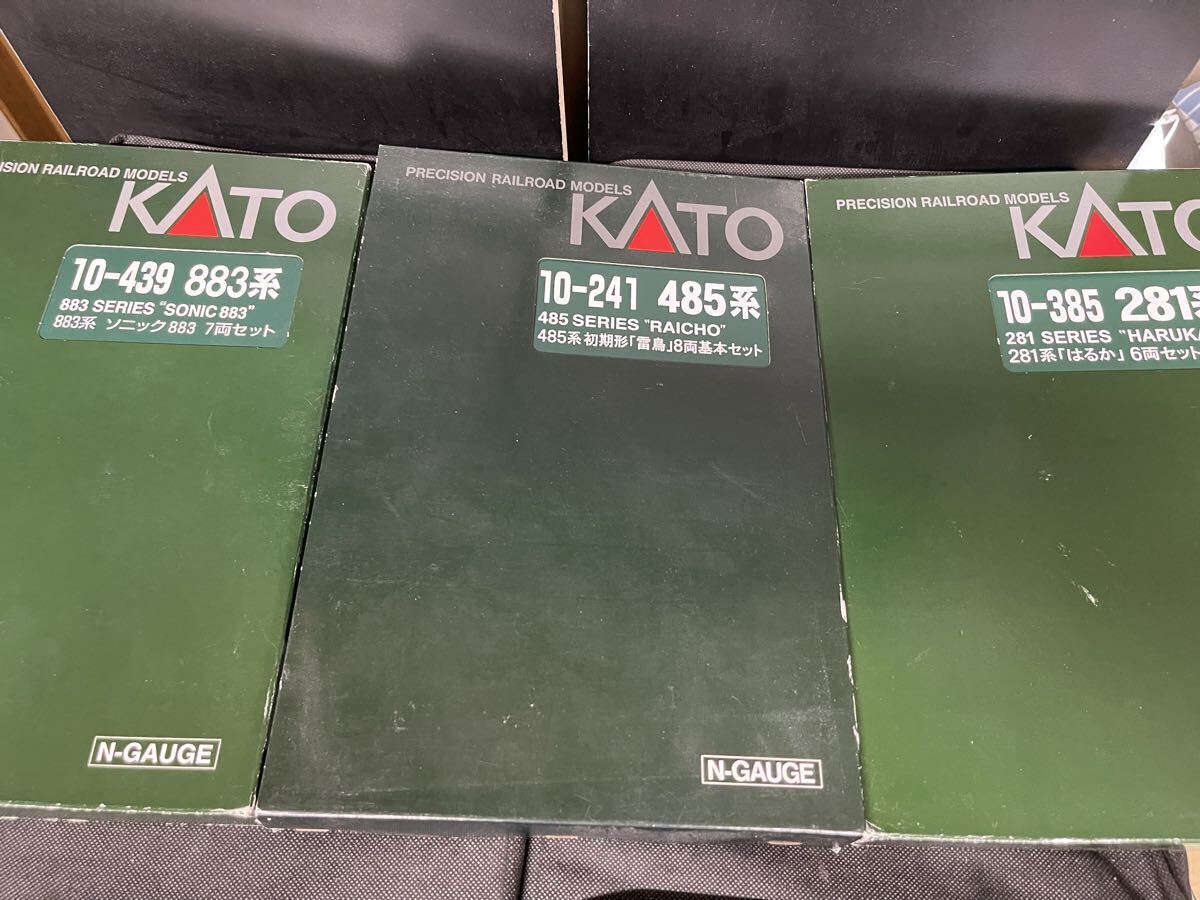 ISION RAILROAD MODELS
KATO
10-439 883系
883 SERIES "SONIC 883"
883系 ソニック883 7両セット
N-GAUGE
PRECISION RAILROAD MODELS
KATO
10-241 485系
485 SERIES "RAICHO"
485系 初期形「雷鳥」8両基本セット
N-GAUGE
PRECISION RAILROAD MODELS
KATO
10-385 281系
281 SERIES "HARUKA
281系「はるか」 6両セット